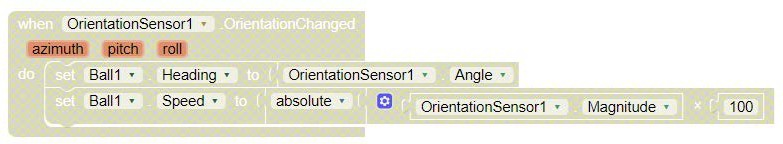 when OrientationSensor1 .OrientationChanged
azimuth pitch roll
do set Ball1 . Heading to OrientationSensor1 . Angle
set Ball1 . Speed to absolute OrientationSensor1 . Magnitude × 100